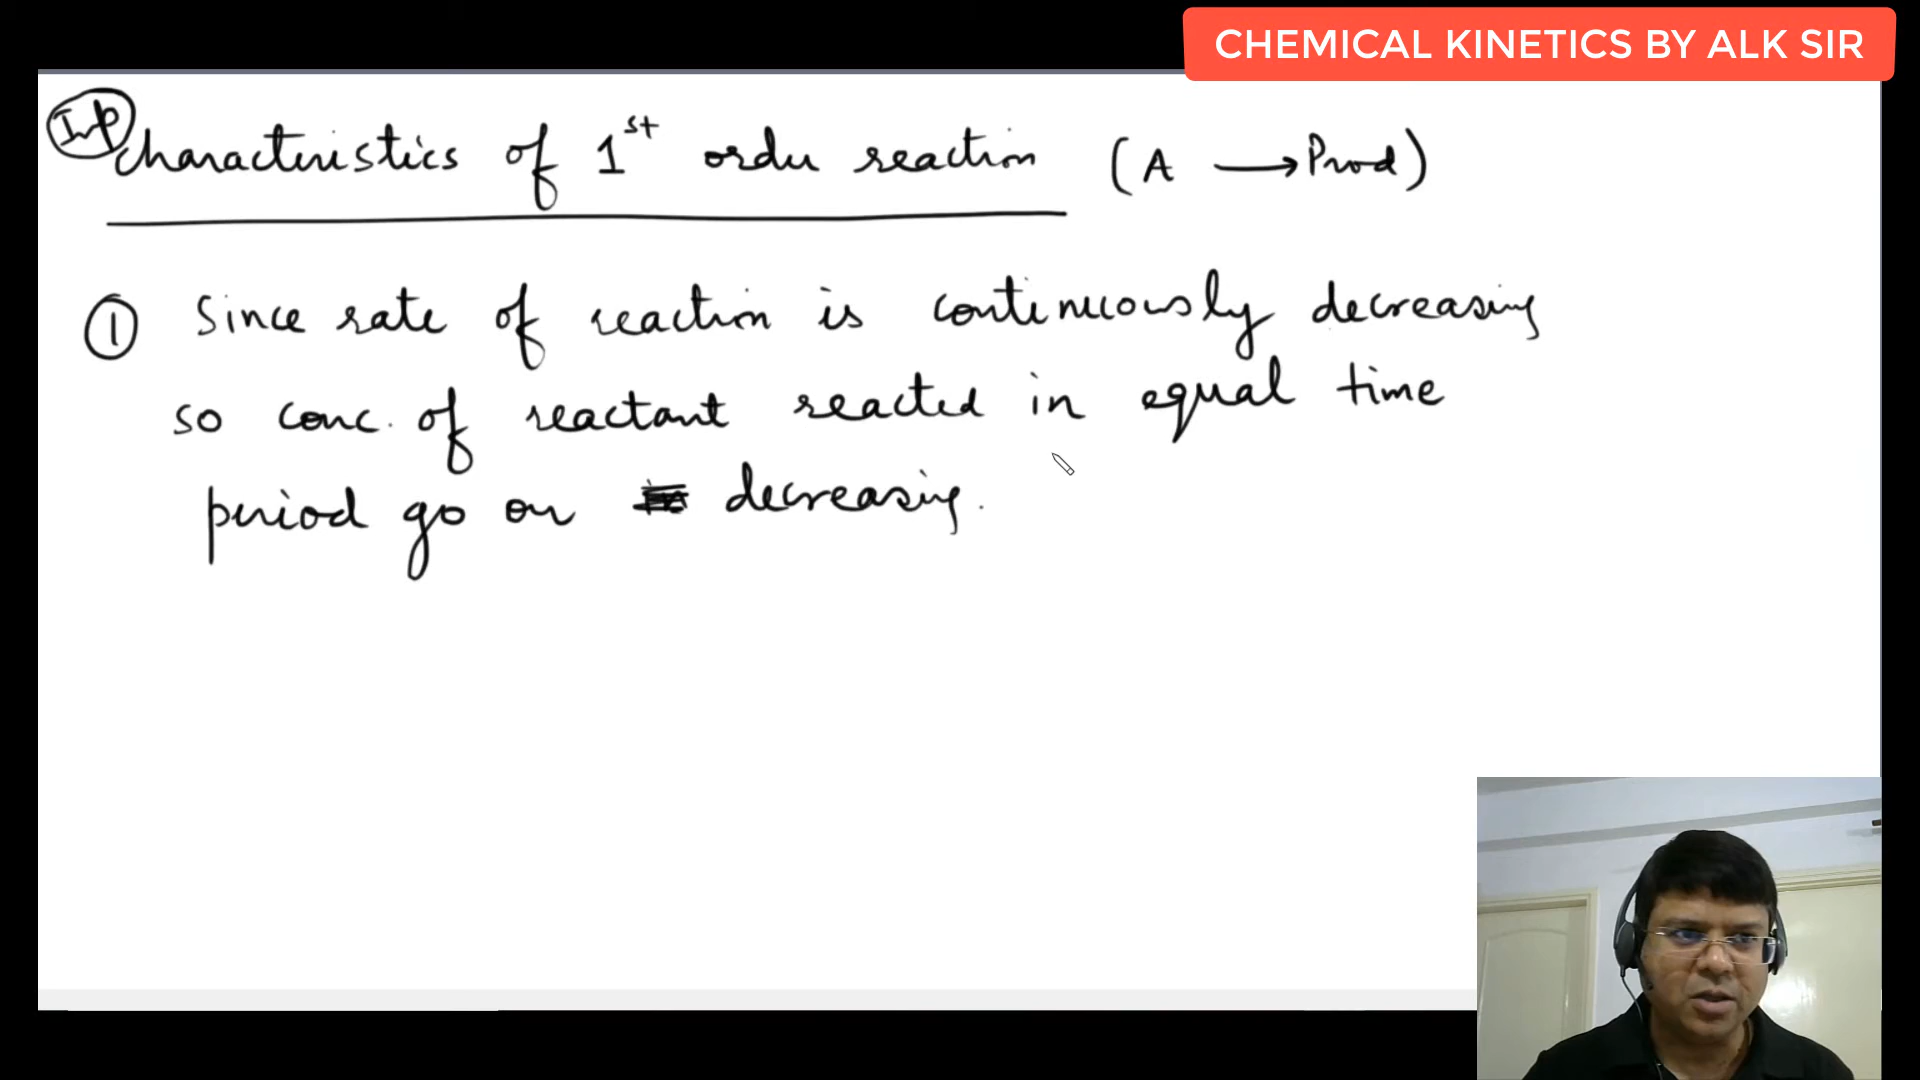 CHEMICAL KINETICS BY ALK SIR
Imp
Characteristics of 1st order reaction (A ⟶ Prod)
① Since rate of reaction is continuously decreasing
so conc. of reactant reacted in equal time
period go on decreasing.